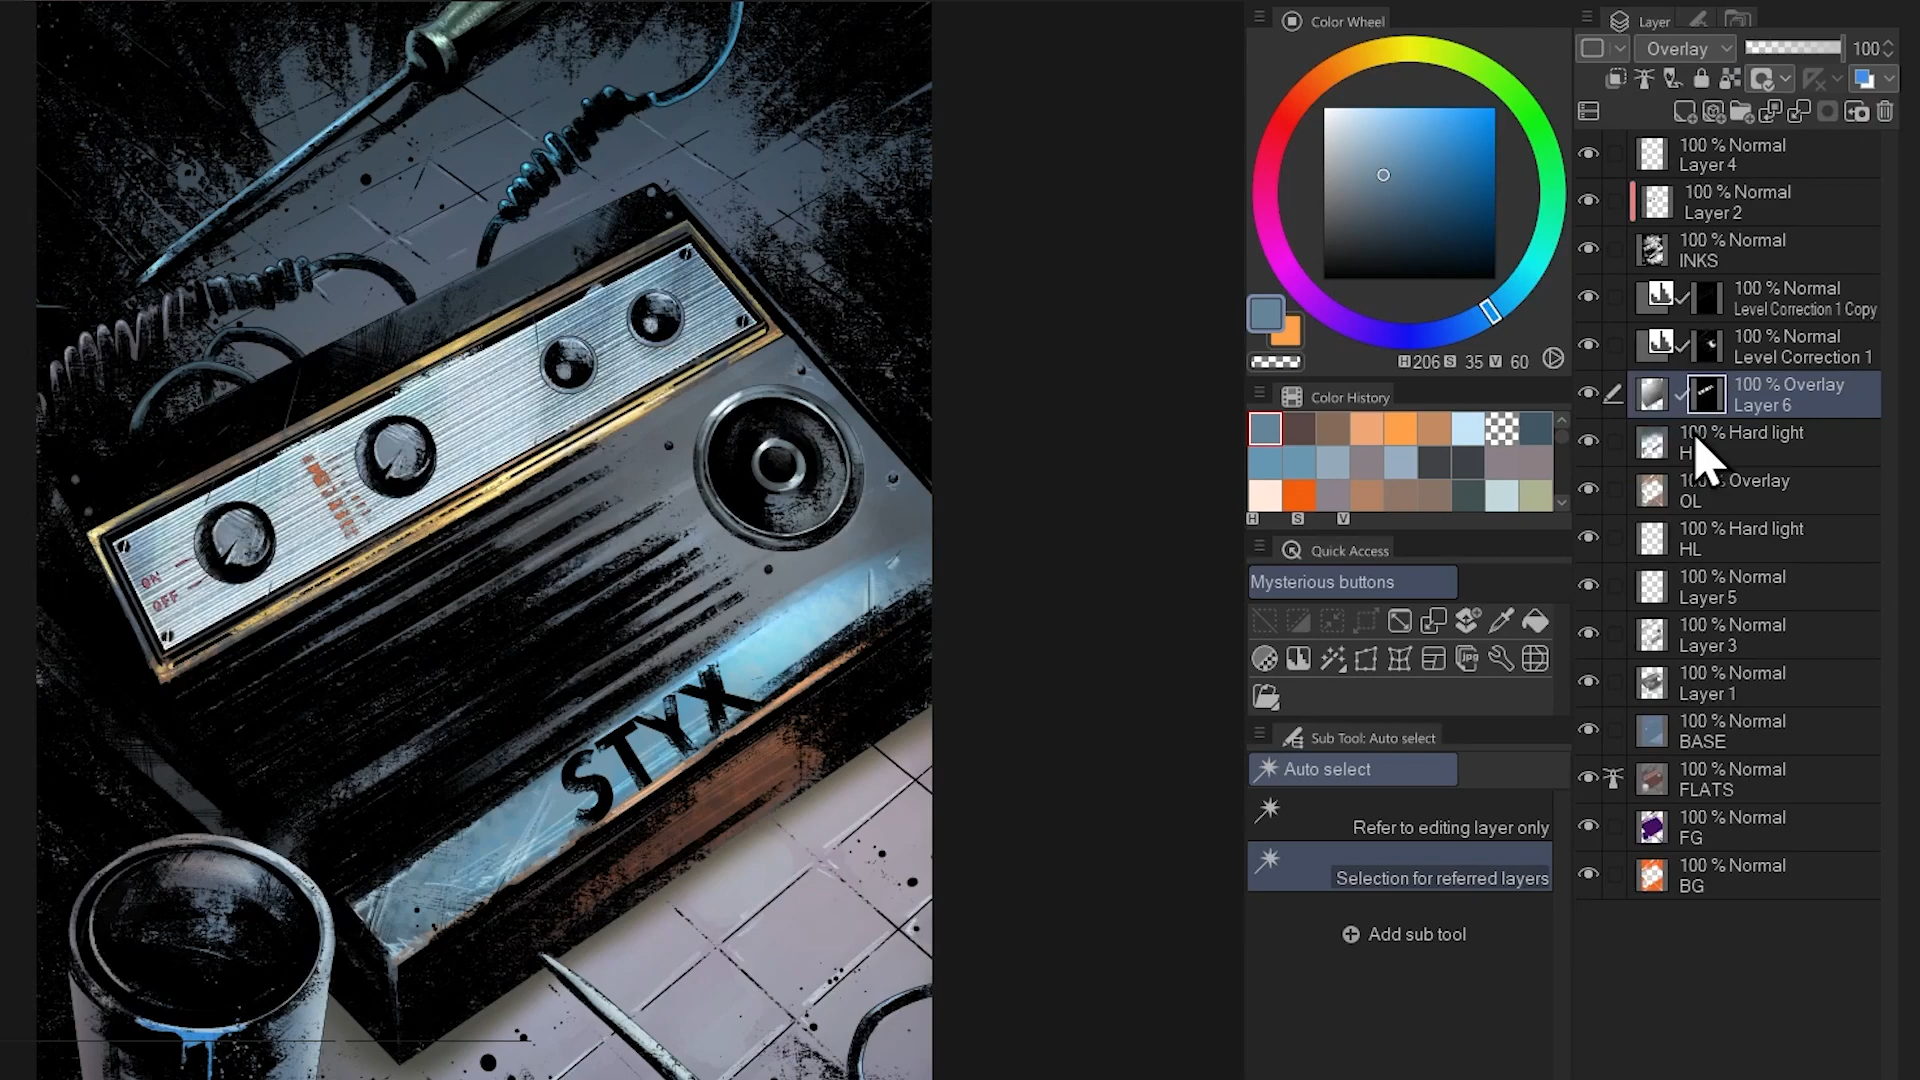 ON
OFF
STYX
Color Wheel
H 206 S 35 V 60
Color History
H S V
Quick Access
Mysterious buttons
jpg
Sub Tool: Auto select
Auto select
Refer to editing layer only
Selection for referred layers
Add sub tool
Layer
Overlay
100
100 % Normal
Layer 4
100 % Normal
Layer 2
100 % Normal
INKS
100 % Normal
Level Correction 1 Copy
100 % Normal
Level Correction 1
100 % Overlay
Layer 6
100 % Hard light
H
% Overlay
OL
100 % Hard light
HL
100 % Normal
Layer 5
100 % Normal
Layer 3
100 % Normal
Layer 1
100 % Normal
BASE
100 % Normal
FLATS
100 % Normal
FG
100 % Normal
BG